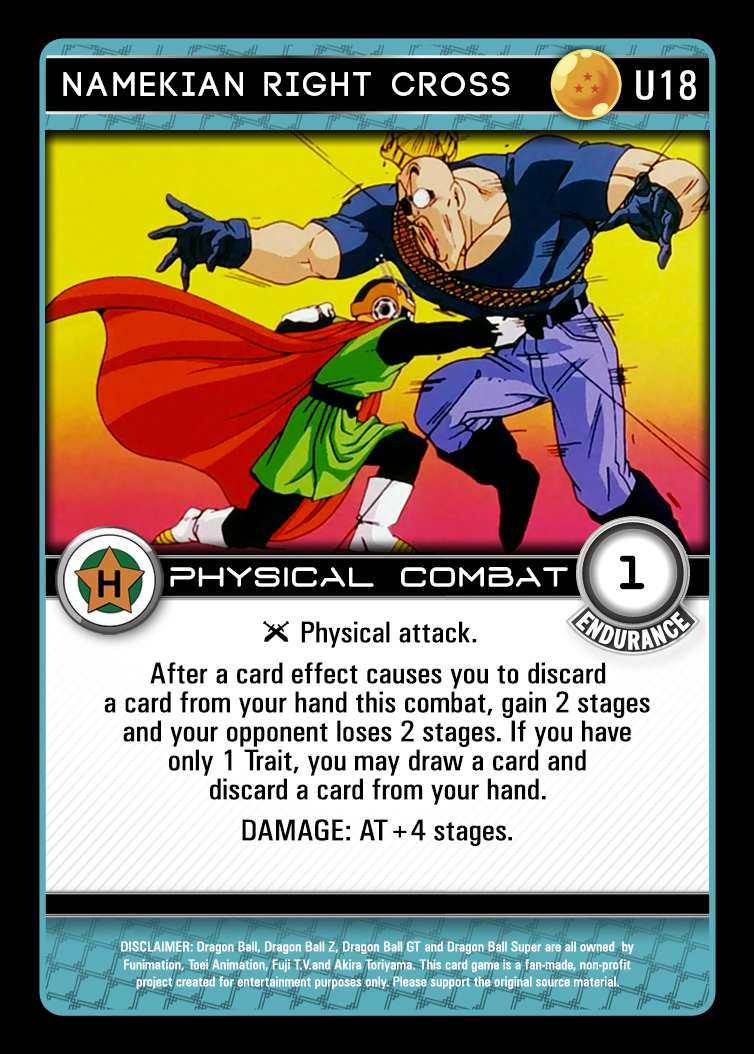 NAMEKIAN RIGHT CROSS U18
H PHYSICAL COMBAT 1
ENDURANCE
Physical attack.
After a card effect causes you to discard
a card from your hand this combat, gain 2 stages
and your opponent loses 2 stages. If you have
only 1 Trait, you may draw a card and
discard a card from your hand.
DAMAGE: AT+4 stages.
DISCLAIMER: Dragon Ball, Dragon Ball Z, Dragon Ball GT and Dragon Ball Super are all owned by
Funimation, Toei Animation, Fuji T.V.and Akira Toriyama. This card game is a fan-made, non-profit
project created for entertainment purposes only. Please support the original source material.